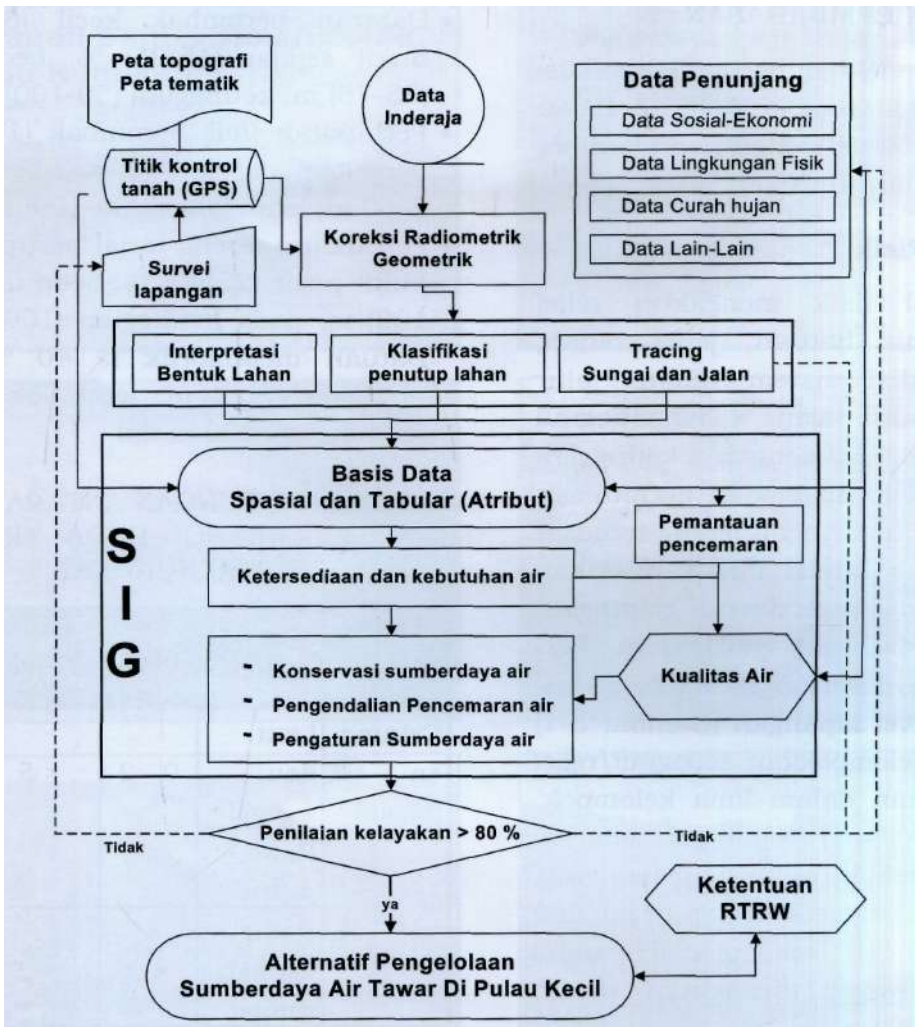 Peta topografi
Peta tematik
Titik kontrol
tanah (GPS)
Survei
lapangan
Data
Inderaja
Koreksi Radiometrik
Geometrik
Data Penunjang
Data Sosial-Ekonomi
Data Lingkungan Fisik
Data Curah hujan
Data Lain-Lain
Interpretasi
Bentuk Lahan
Klasifikasi
penutup lahan
Tracing
Sungai dan Jalan
SIG
Basis Data
Spasial dan Tabular (Atribut)
Pemantauan
pencemaran
Ketersediaan dan kebutuhan air
- Konservasi sumberdaya air
- Pengendalian Pencemaran air
- Pengaturan Sumberdaya air
Kualitas Air
Penilaian kelayakan > 80 %
Tidak
Tidak
ya
Ketentuan
RTRW
Alternatif Pengelolaan
Sumberdaya Air Tawar Di Pulau Kecil